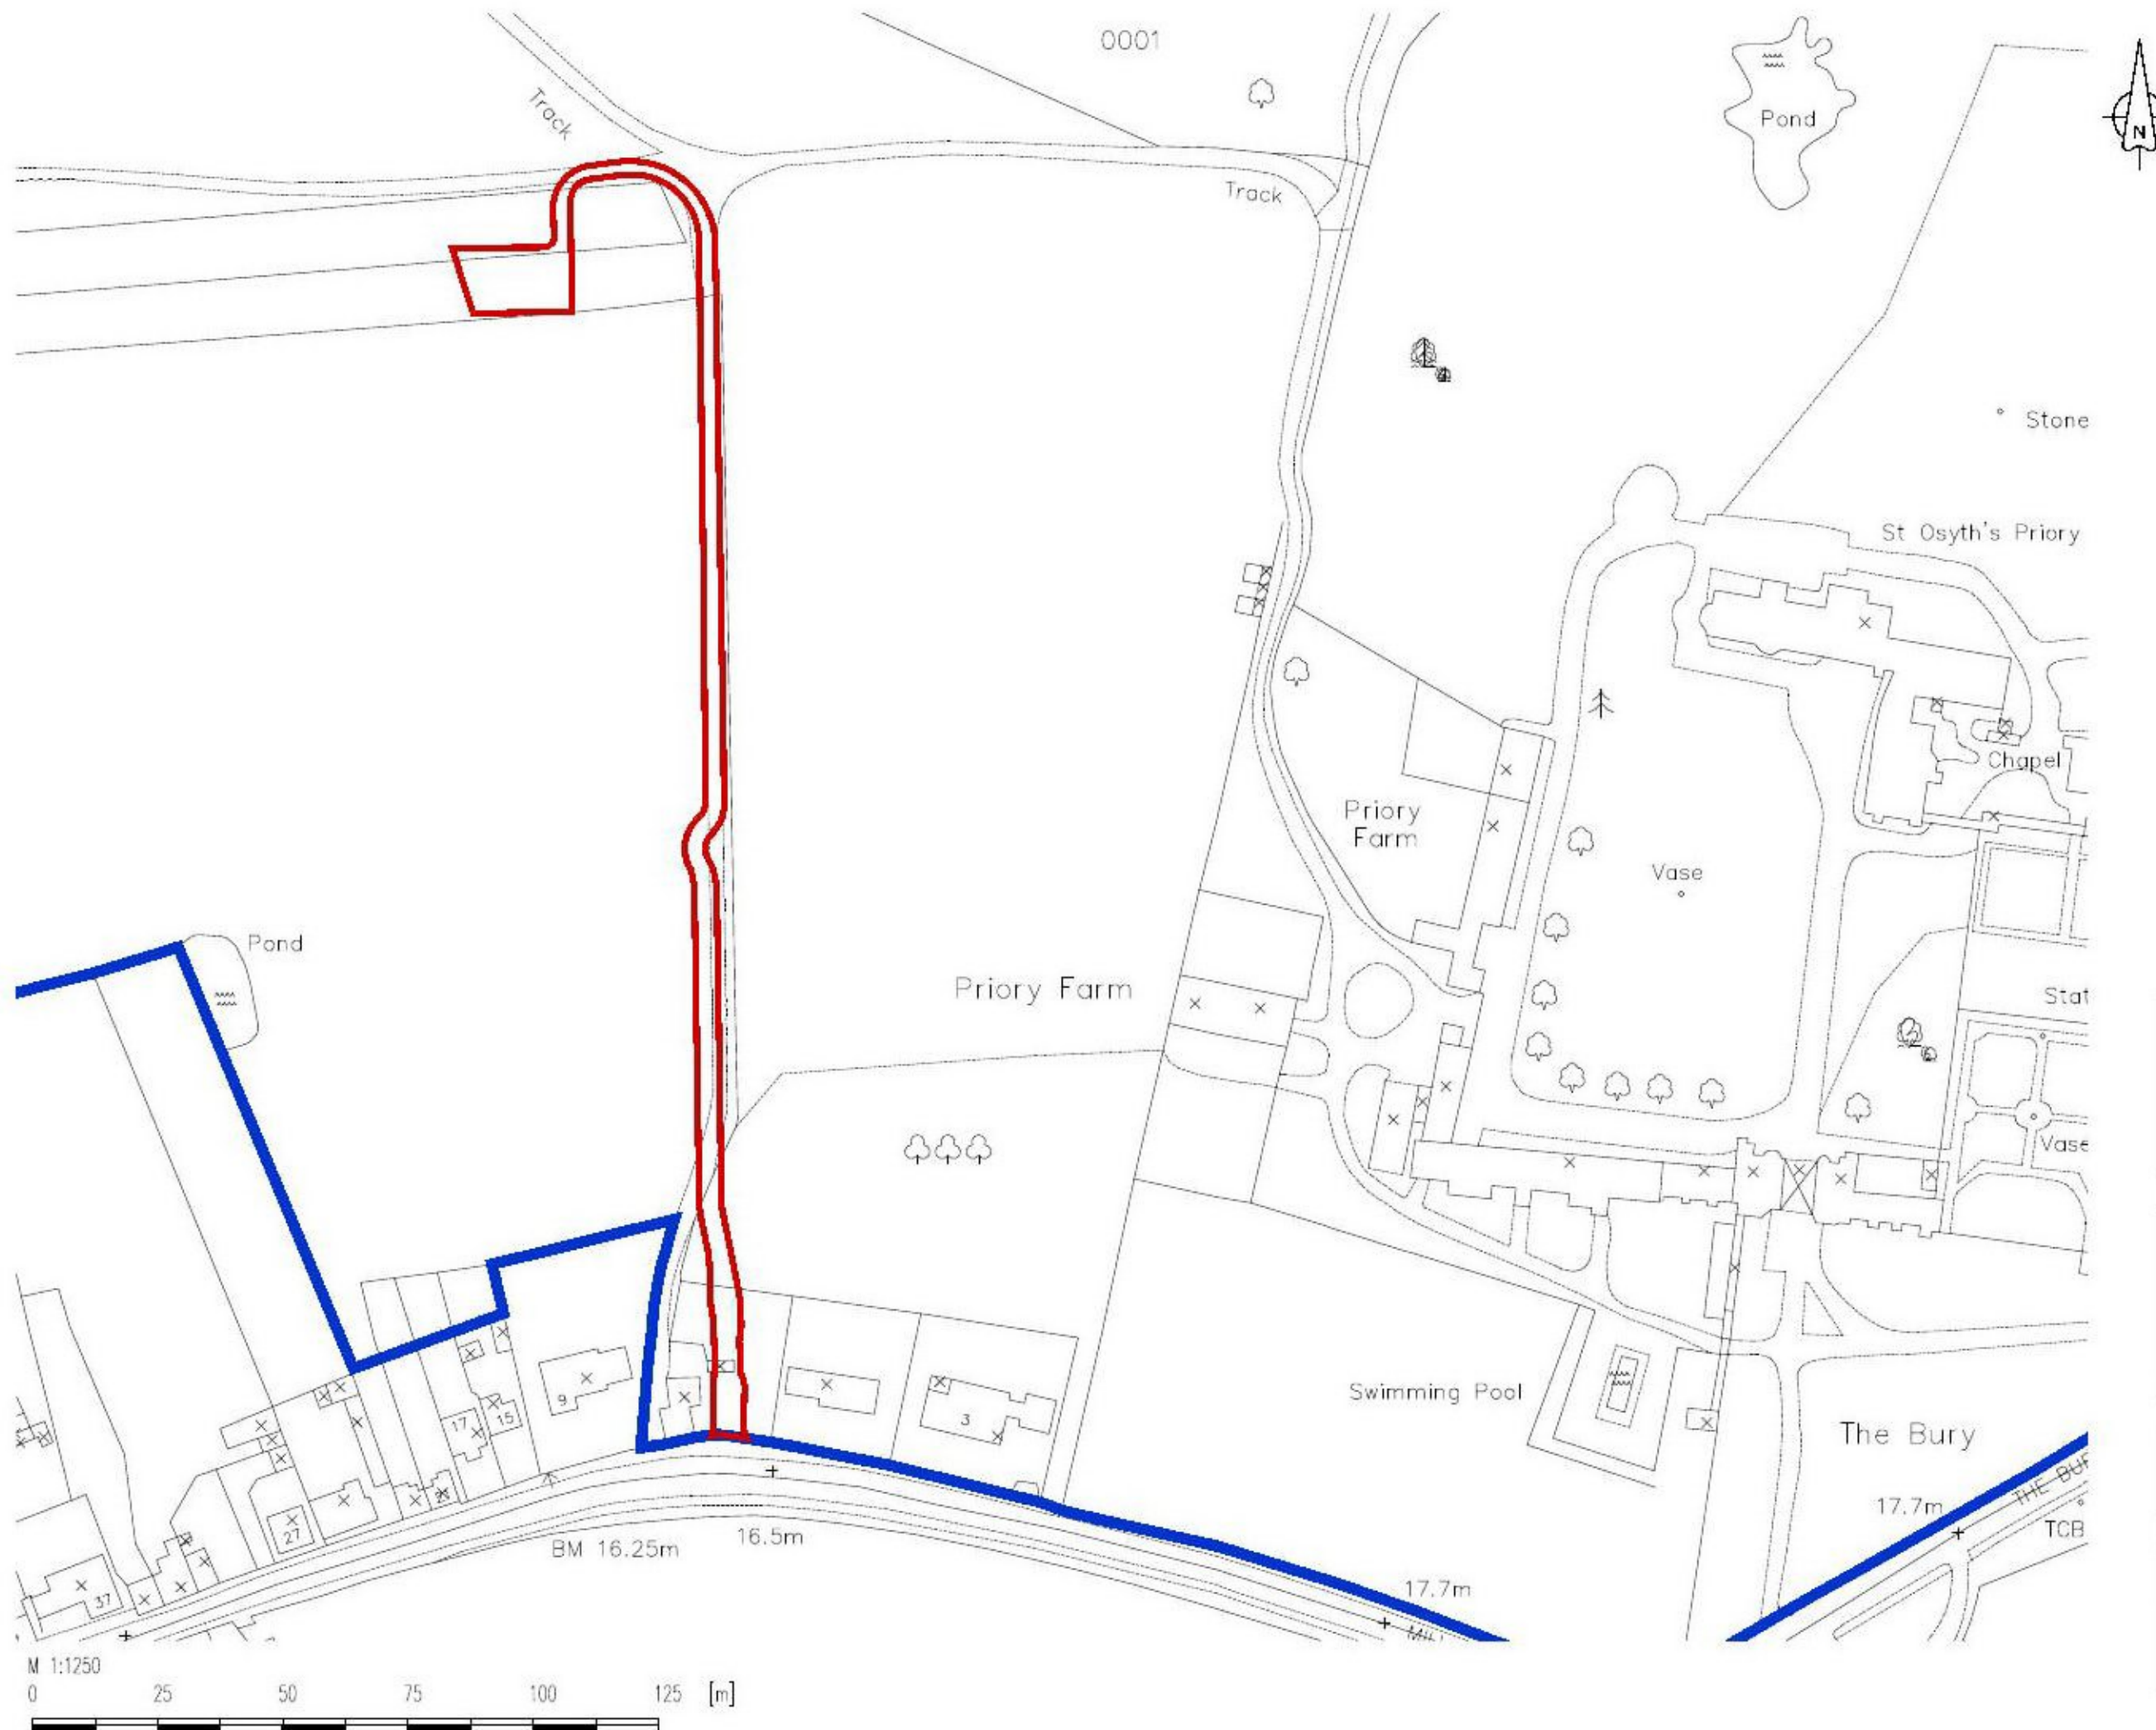 0001
Track
Pond
N
Track
Stone
St Osyth's Priory
Chapel
Priory
Farm
Vase
Pond
Priory Farm
Stat
Vase
9
17
15
3
Swimming Pool
The Bury
27
37
BM 16.25m
16.5m
17.7m
17.7m
THE BUR
TCB
M 1:1250
0 25 50 75 100 125 [m]